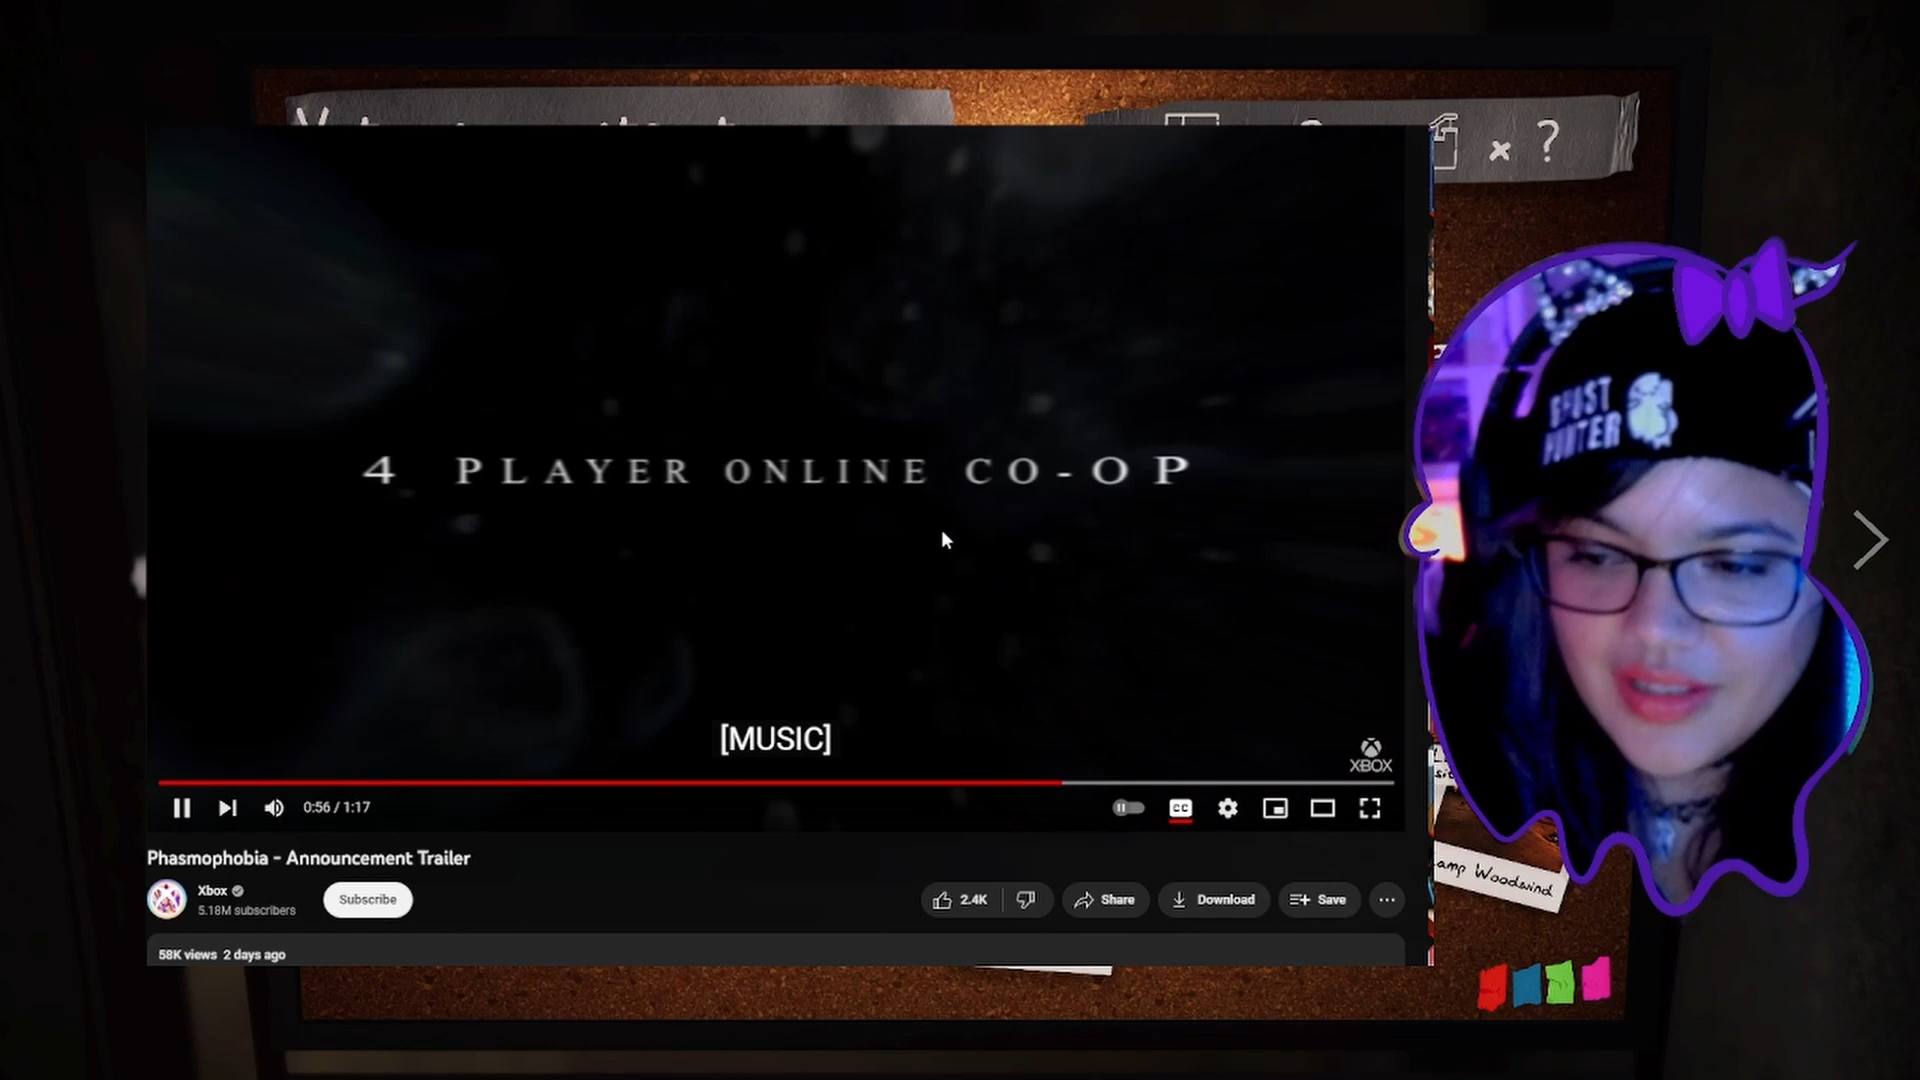 × ?
4 PLAYER ONLINE CO-OP
GHOST
HUNTER
[MUSIC]
XBOX
0:56 / 1:17
CC
Phasmophobia - Announcement Trailer
Xbox
5.18M subscribers
Subscribe
2.4K
Share
Download
Save
amp Woodwind
58K views 2 days ago